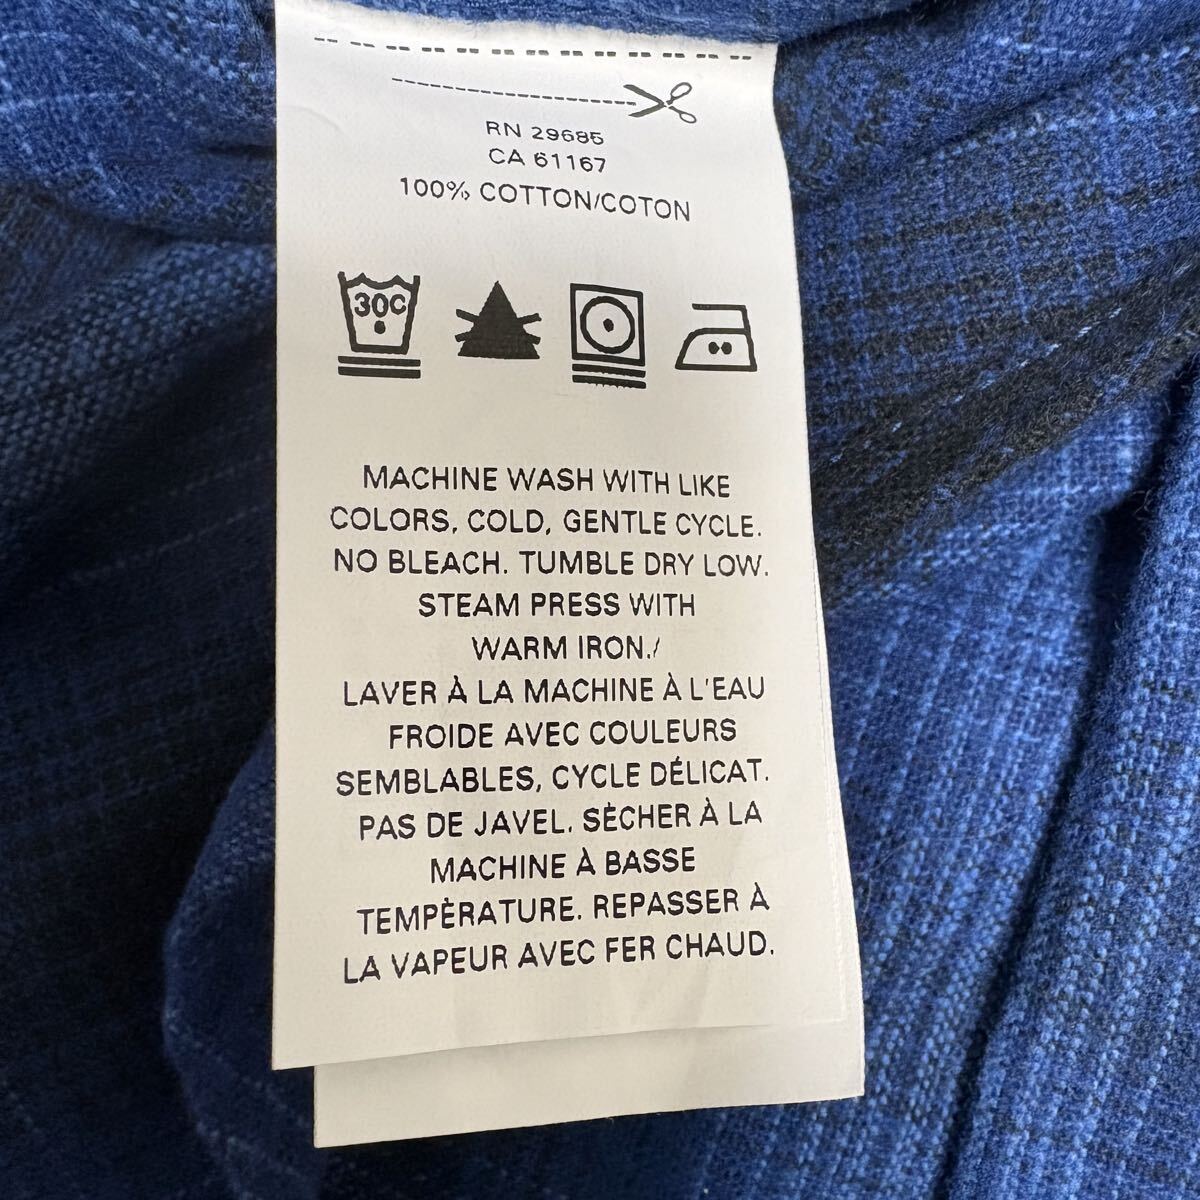 RN 29685
CA 61167
100% COTTON/COTON
30C
MACHINE WASH WITH LIKE
COLORS, COLD, GENTLE CYCLE.
NO BLEACH. TUMBLE DRY LOW.
STEAM PRESS WITH
WARM IRON./
LAVER À LA MACHINE À L'EAU
FROIDE AVEC COULEURS
SEMBLABLES, CYCLE DÉLICAT.
PAS DE JAVEL. SÉCHER À LA
MACHINE À BASSE
TEMPÉRATURE. REPASSER À
LA VAPEUR AVEC FER CHAUD.